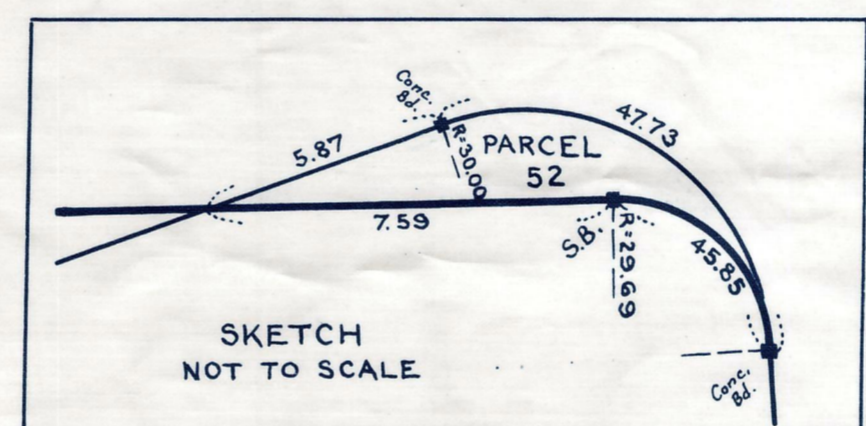 Conc.
Bd.
47.73
5.87
R=30.00
PARCEL
52
7.59
S.B.
R=29.69
45.85
SKETCH
NOT TO SCALE
Conc.
Bd.